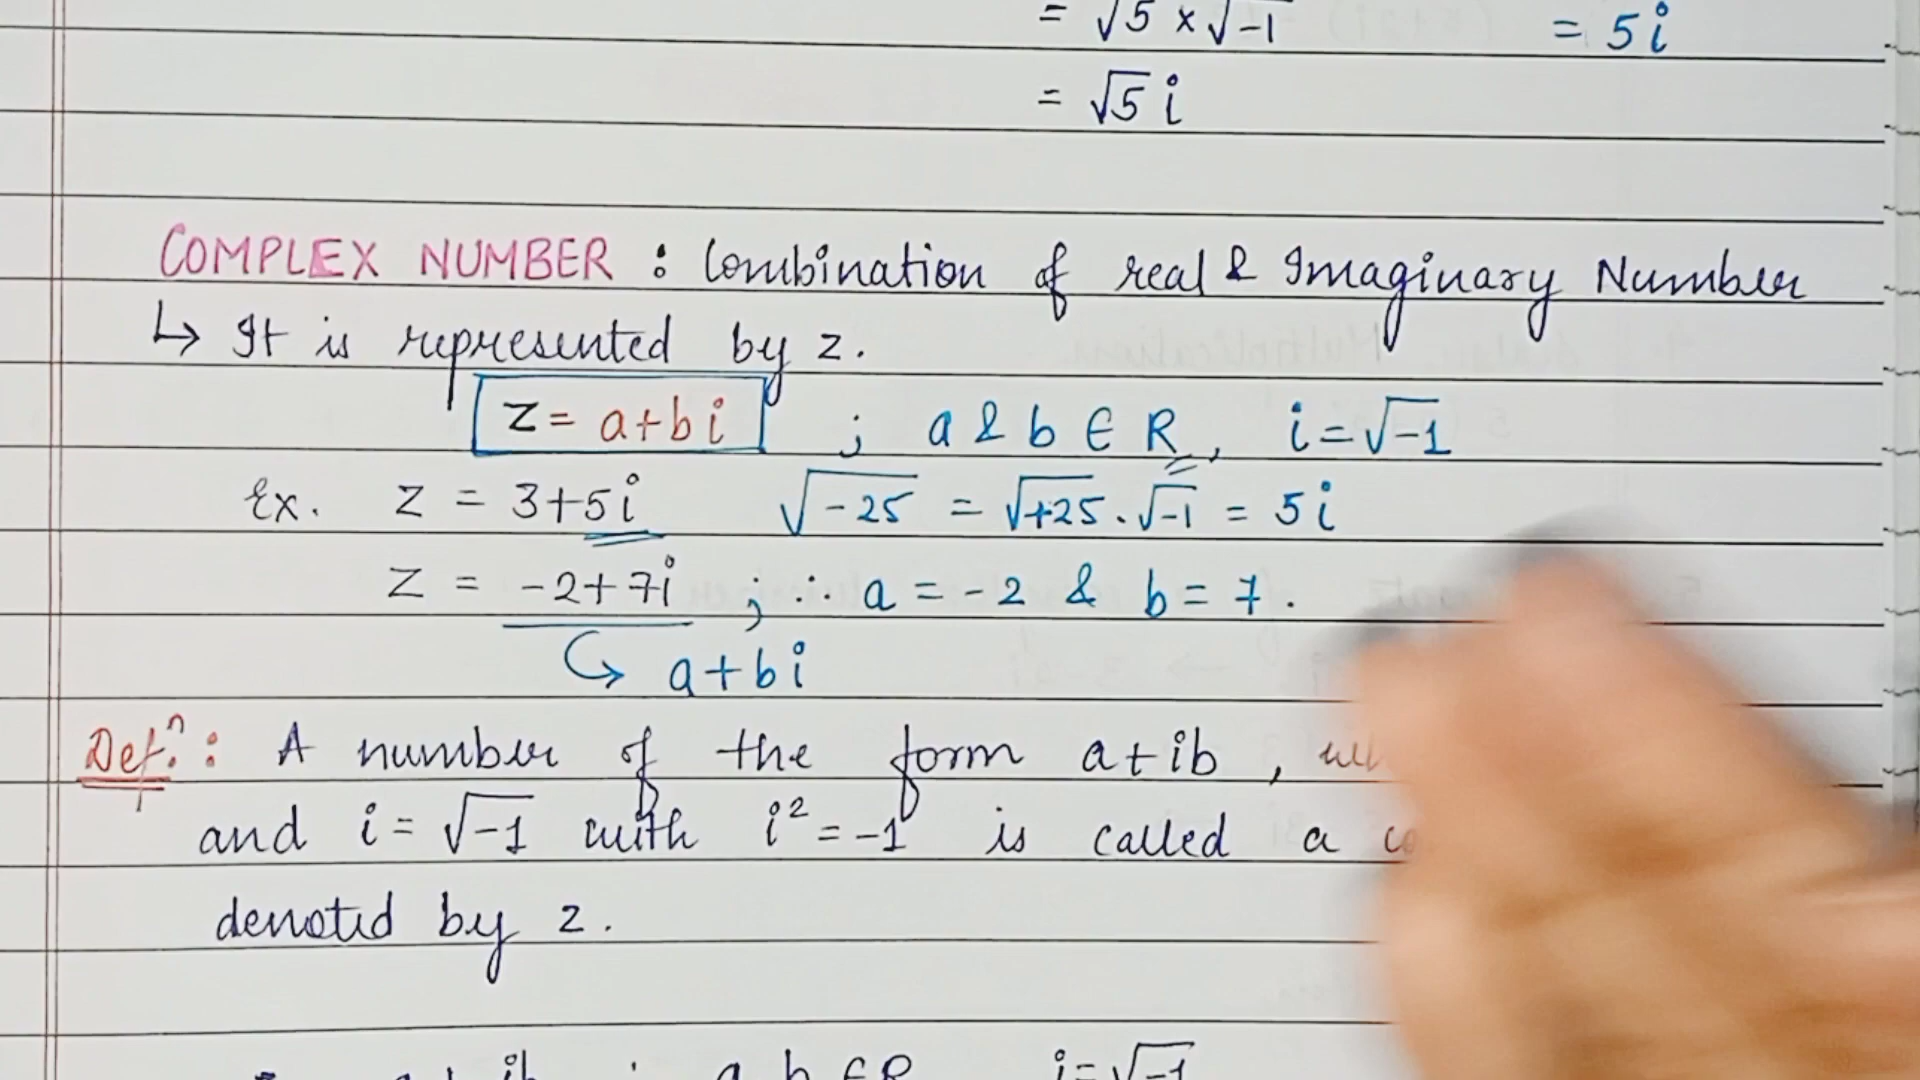 = √5 × √-1 = 5i
= √5 i
COMPLEX NUMBER : Combination of real & Imaginary Number
↳ It is represented by z.
z = a+bi ; a & b ∈ R, i = √-1
Ex. z = 3+5i √-25 = √+25 . √-1 = 5i
z = -2+7i ; ∴ a = -2 & b = 7.
↳ a+bi
Defⁿ. : A number of the form a+ib ,
and i = √-1 with i² = -1 is called a
denoted by z.
a + ib ; a, b ∈ R i = √-1